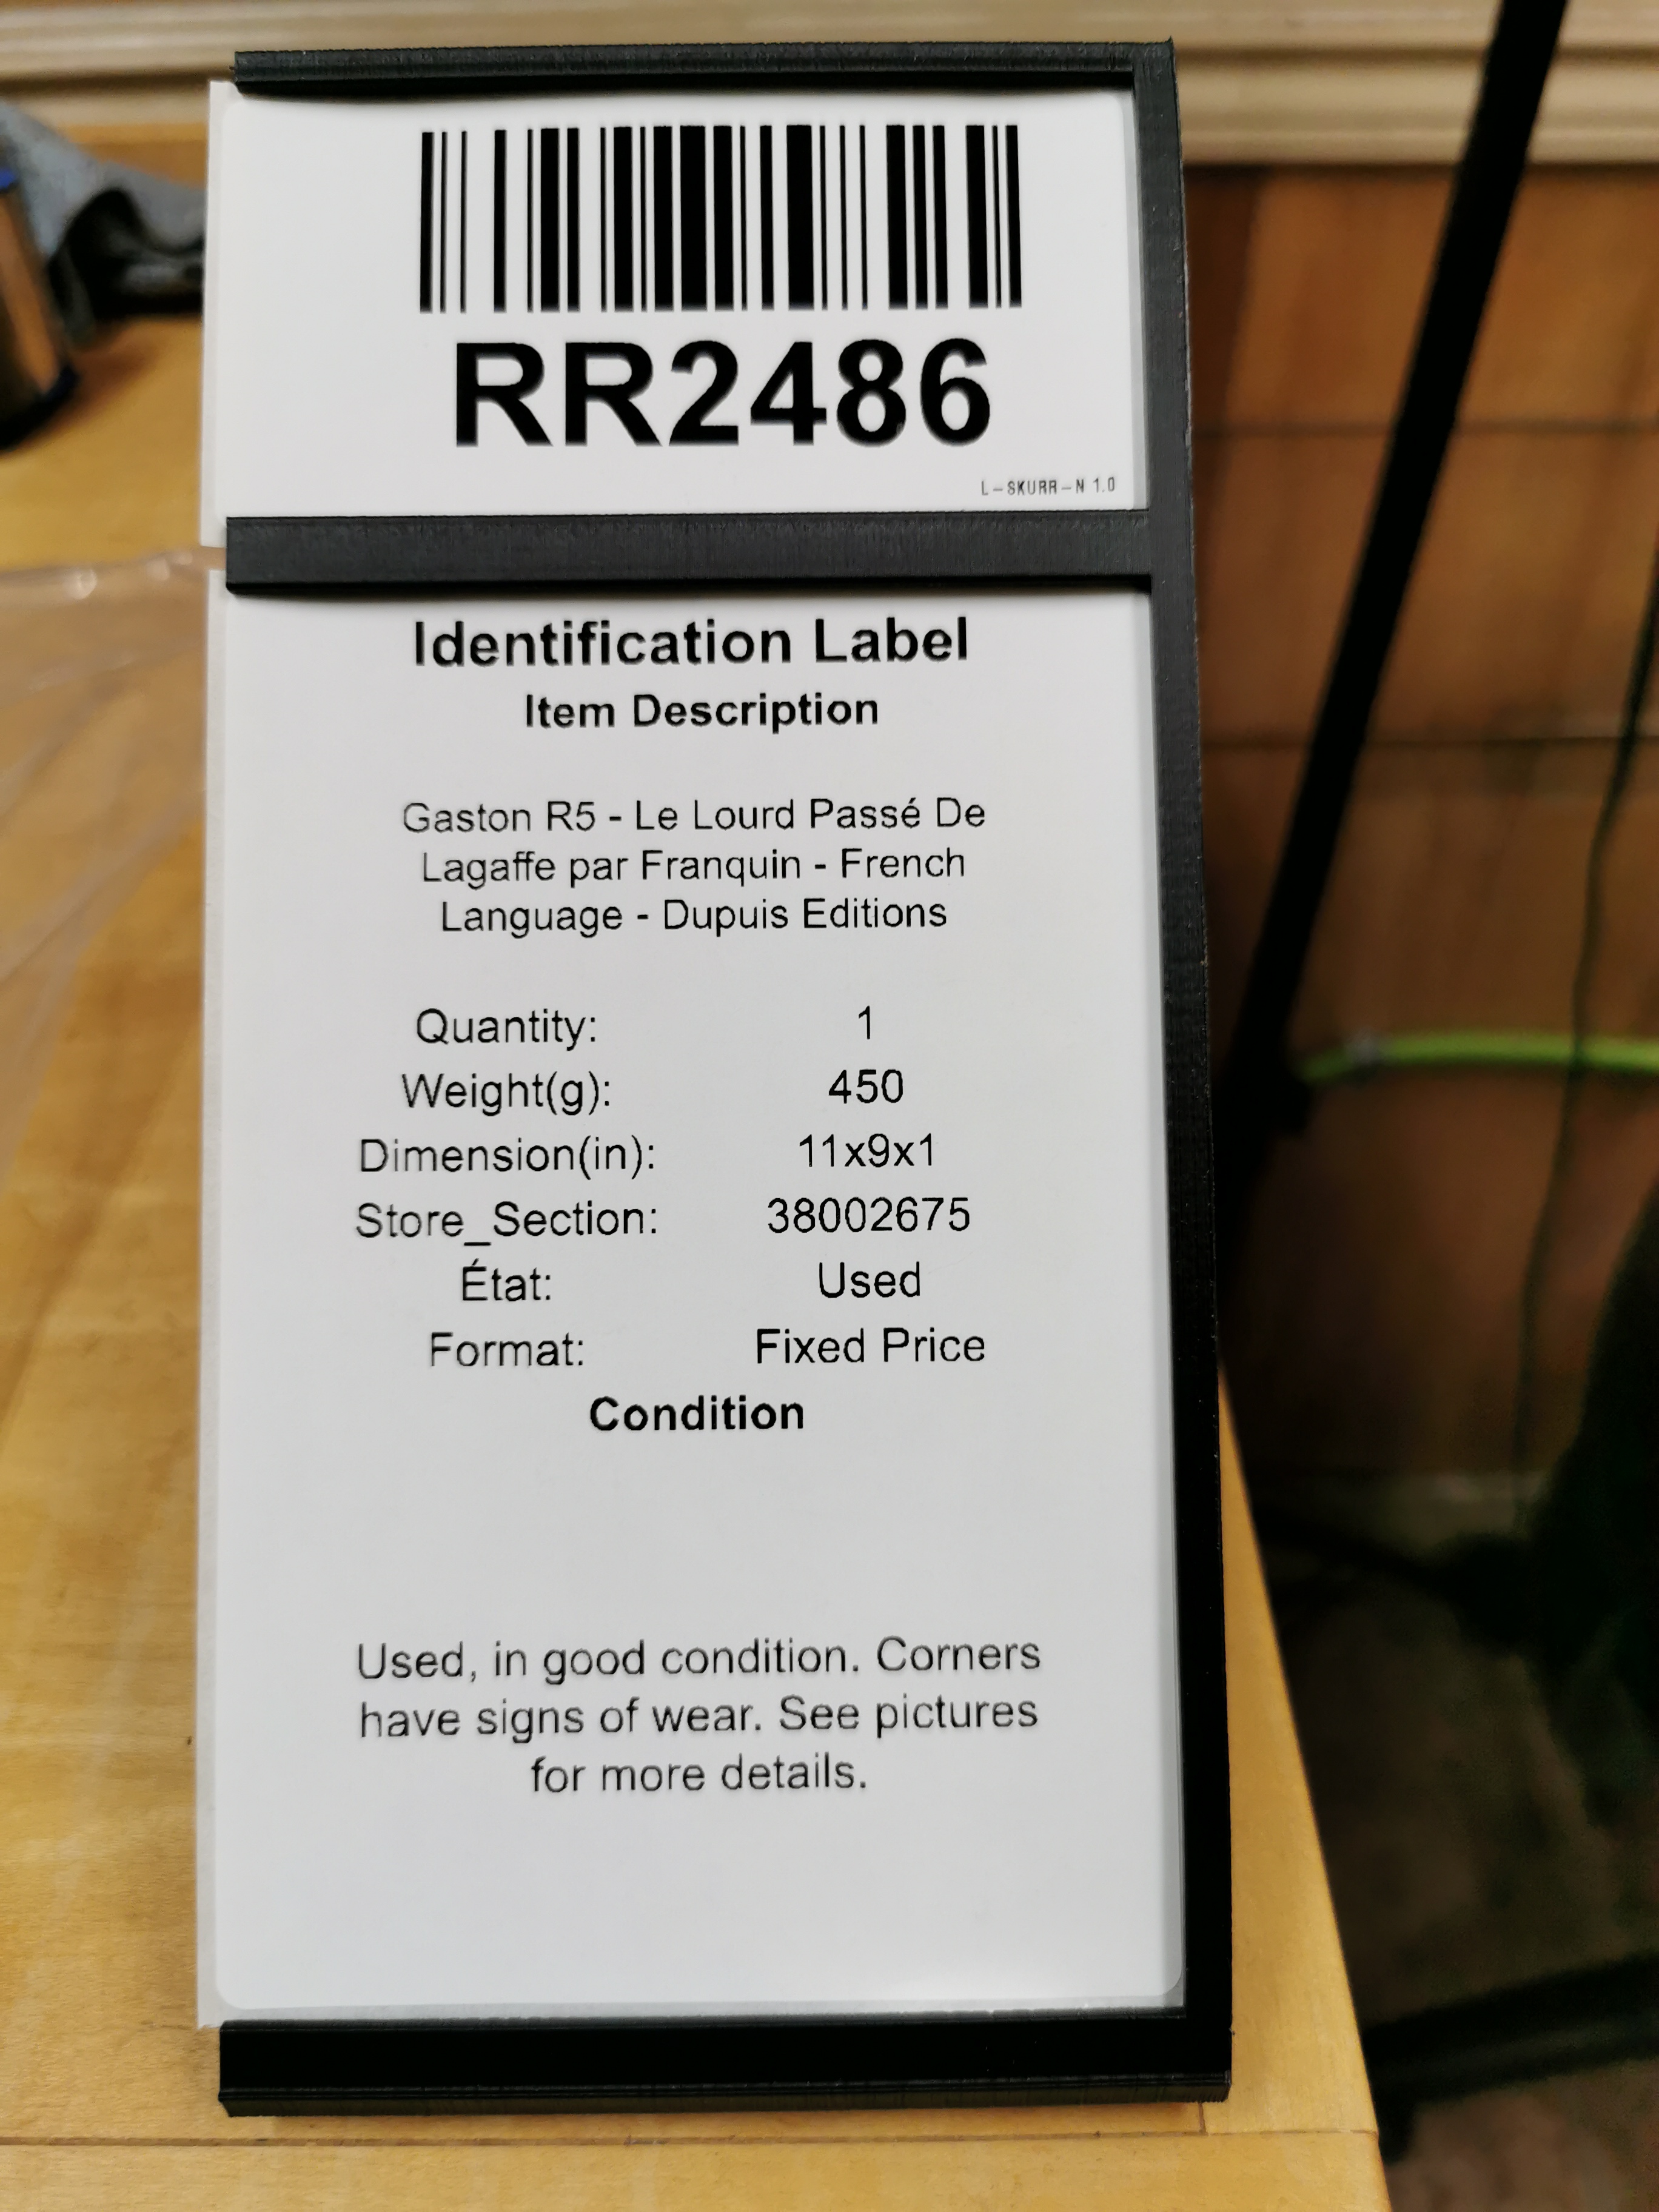 RR2486
L-SKURR-N 1.0
Identification Label
Item Description
Gaston R5 - Le Lourd Passé De
Lagaffe par Franquin - French
Language - Dupuis Editions
Quantity: 1
Weight(g): 450
Dimension(in): 11x9x1
Store_Section: 38002675
État: Used
Format: Fixed Price
Condition
Used, in good condition. Corners
have signs of wear. See pictures
for more details.